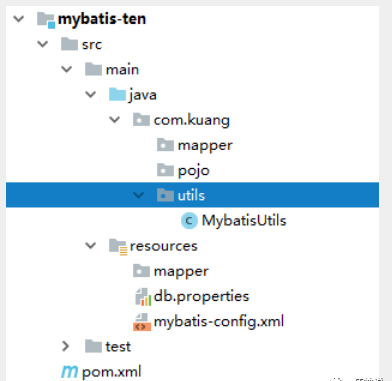 mybatis-ten
src
main
java
com.kuang
mapper
pojo
utils
C MybatisUtils
resources
mapper
db.properties
mybatis-config.xml
test
m pom.xml